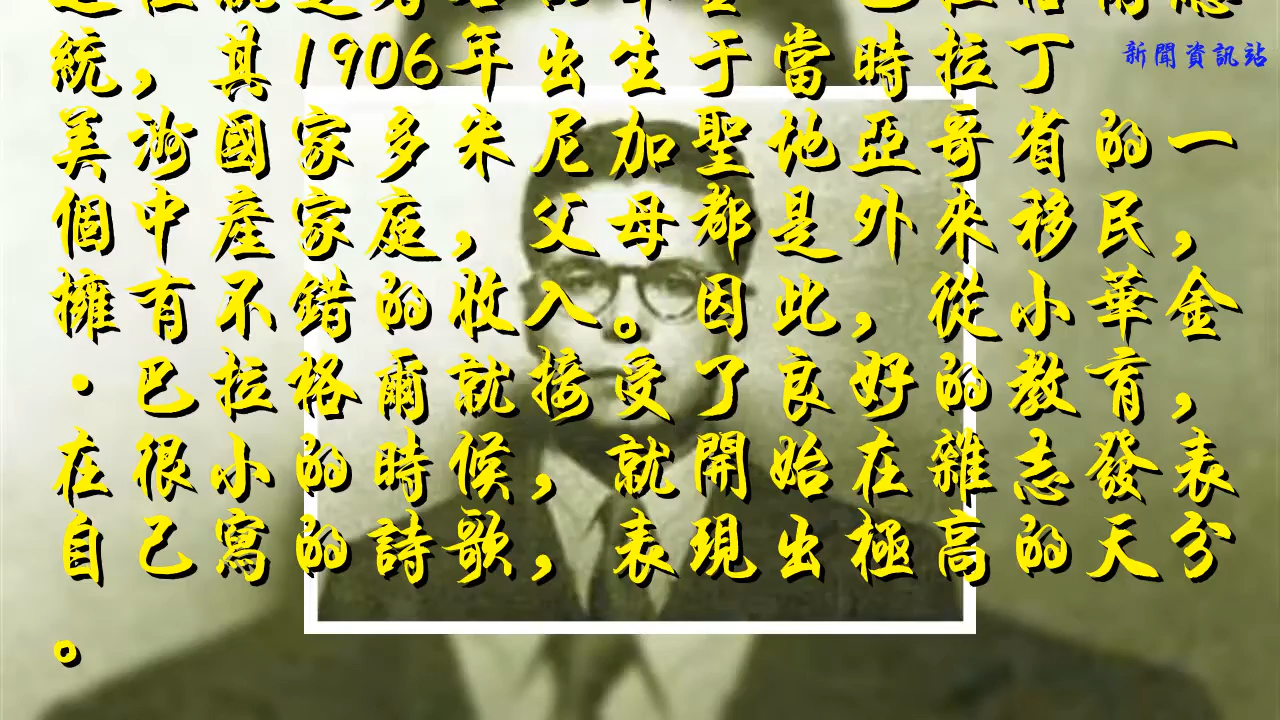 統，其1906年出生于當時拉丁
新聞資訊站
美洲國家多米尼加聖地亞哥省的一
個中產家庭，父母都是外來移民，
擁有不錯的收入。因此，從小華金
·巴拉格爾就接受了良好的教育，
在很小的時候，就開始在雜志發表
自己寫的詩歌，表現出極高的天分
。